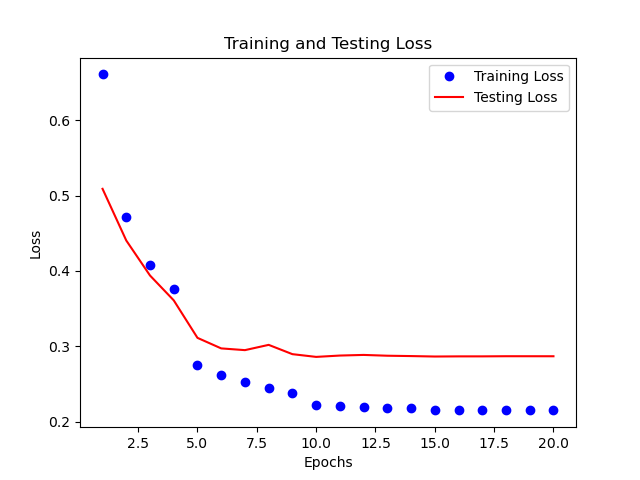 Training and Testing Loss
Training Loss
Testing Loss
0.6
0.5
0.4
0.3
0.2
Loss
2.5 5.0 7.5 10.0 12.5 15.0 17.5 20.0
Epochs